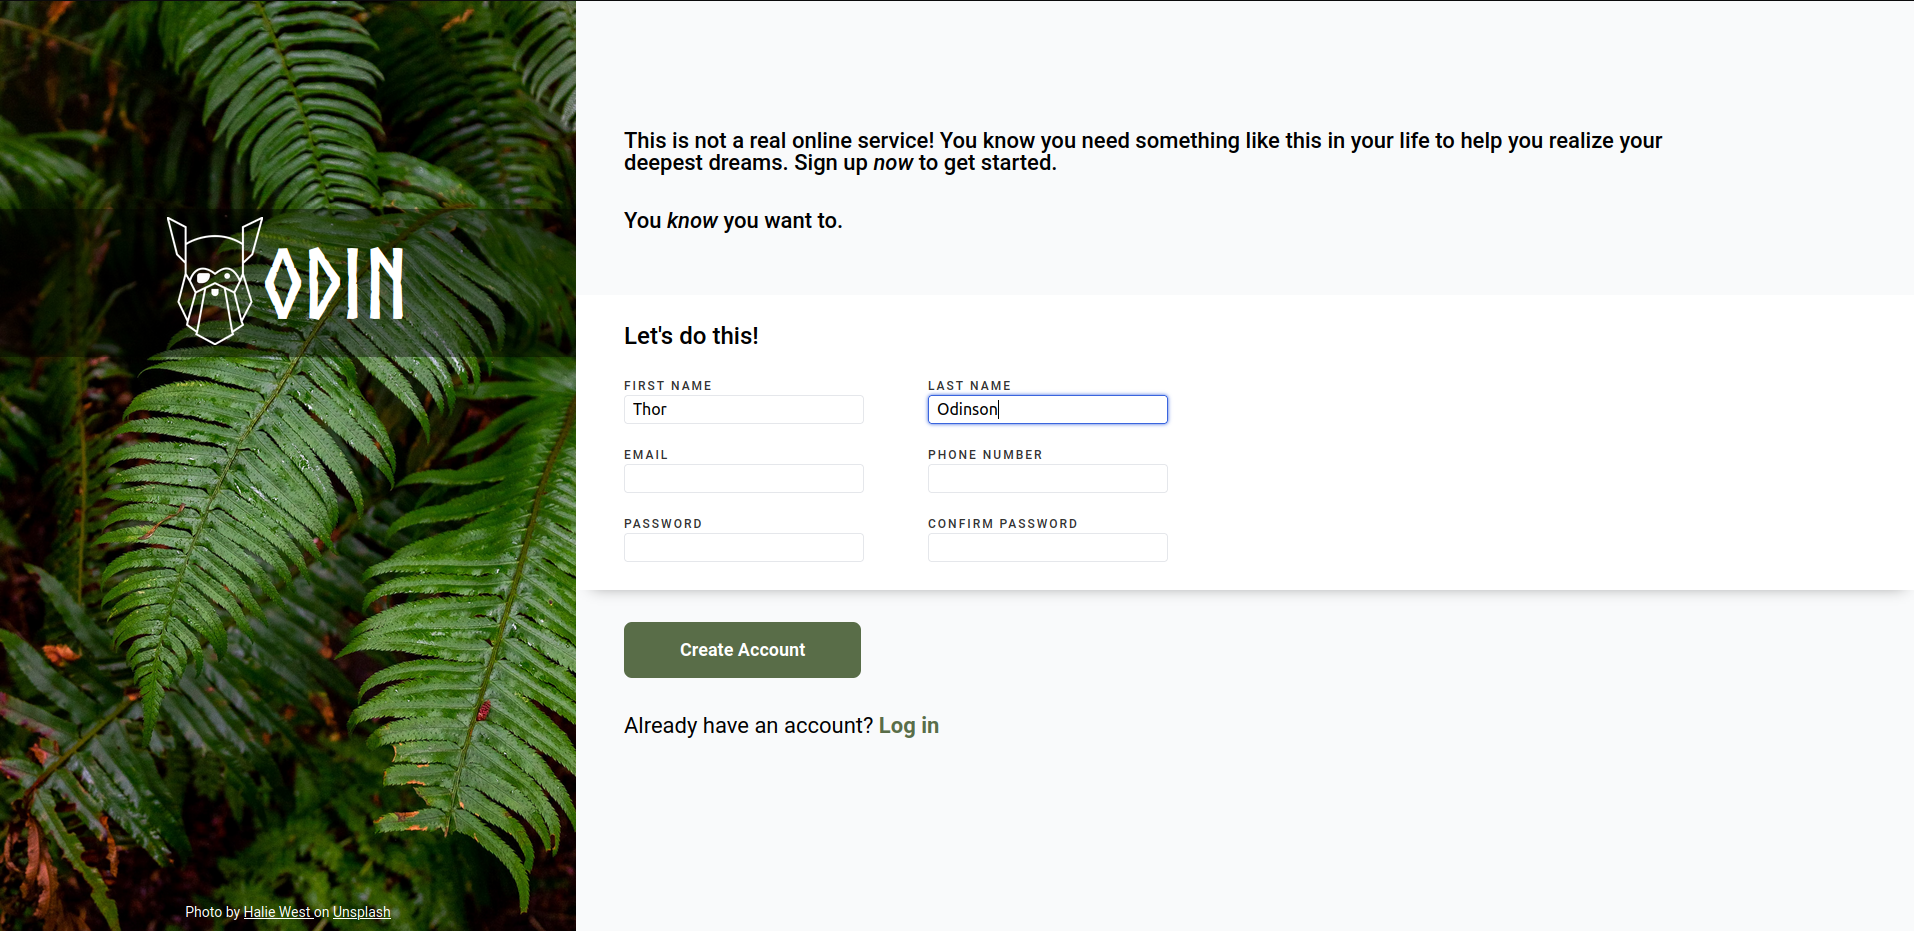 ODIN
Photo by Halie West on Unsplash
This is not a real online service! You know you need something like this in your life to help you realize your
deepest dreams. Sign up now to get started.
You know you want to.
Let's do this!
FIRST NAME
Thor
LAST NAME
Odinson
EMAIL
PHONE NUMBER
PASSWORD
CONFIRM PASSWORD
Create Account
Already have an account? Log in